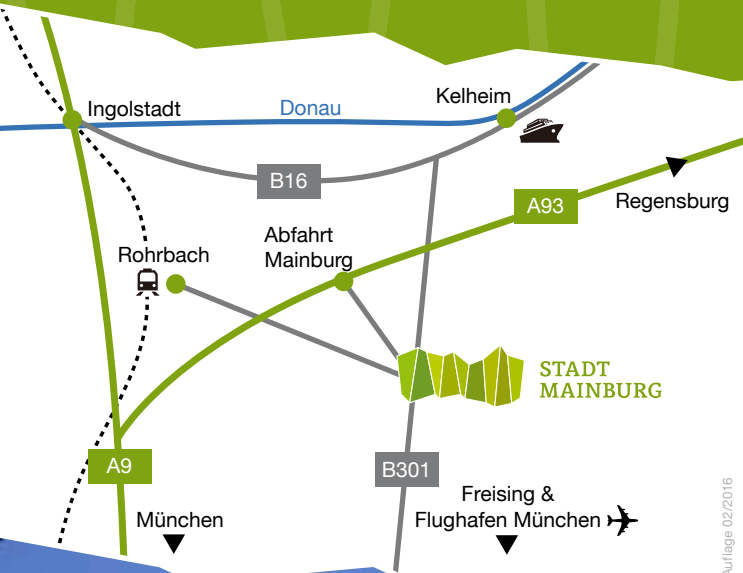 Ingolstadt
Donau
Kelheim
B16
A93
Regensburg
Abfahrt
Mainburg
Rohrbach
STADT
MAINBURG
A9
B301
München
Freising &
Flughafen München
Auflage 02/2016